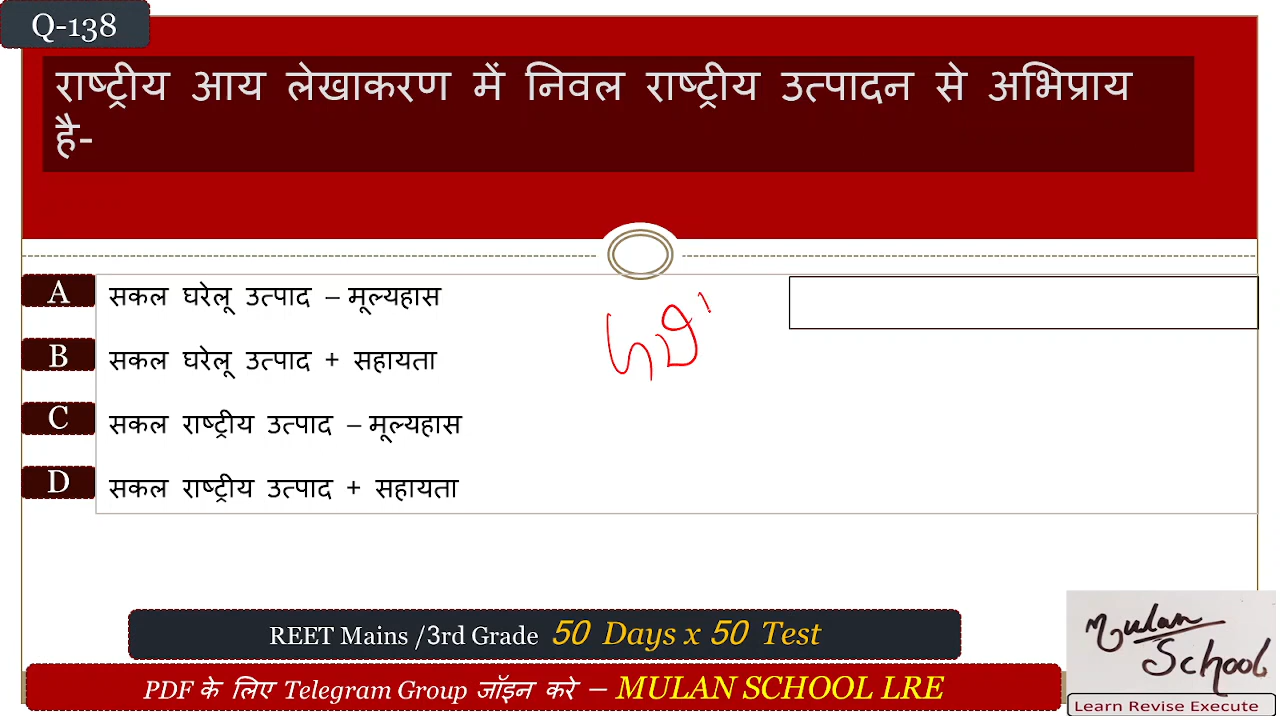 Q-138
राष्ट्रीय आय लेखाकरण में निवल राष्ट्रीय उत्पादन से अभिप्राय
है-
A सकल घरेलू उत्पाद – मूल्यहास
B सकल घरेलू उत्पाद + सहायता
C सकल राष्ट्रीय उत्पाद – मूल्यहास
D सकल राष्ट्रीय उत्पाद + सहायता
REET Mains /3rd Grade 50 Days x 50 Test
PDF के लिए Telegram Group जॉइन करे – MULAN SCHOOL LRE
Mulan
School
Learn Revise Execute